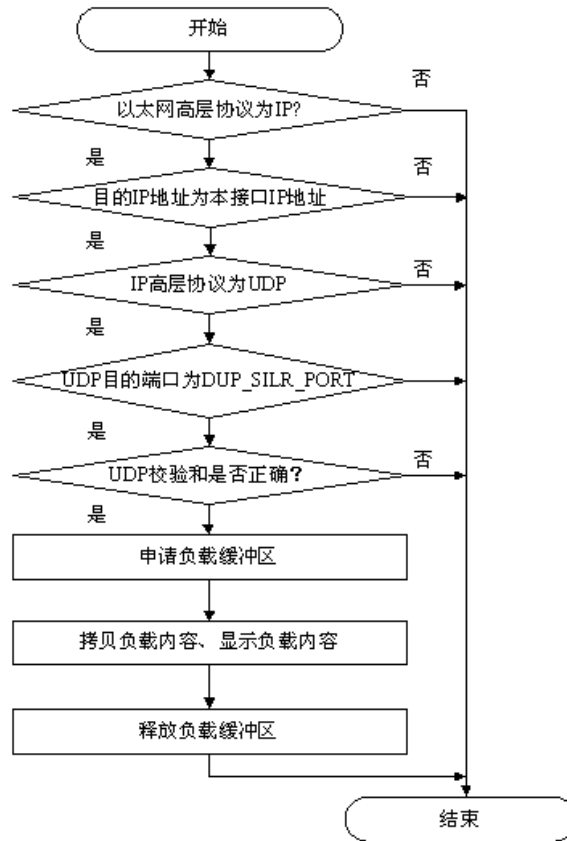 开始
否
以太网高层协议为IP?
是
否
目的IP地址为本接口IP地址
是
否
IP高层协议为UDP
是
UDP目的端口为DUP_SILR_PORT
是
否
UDP校验和是否正确?
是
申请负载缓冲区
拷贝负载内容、显示负载内容
释放负载缓冲区
结束